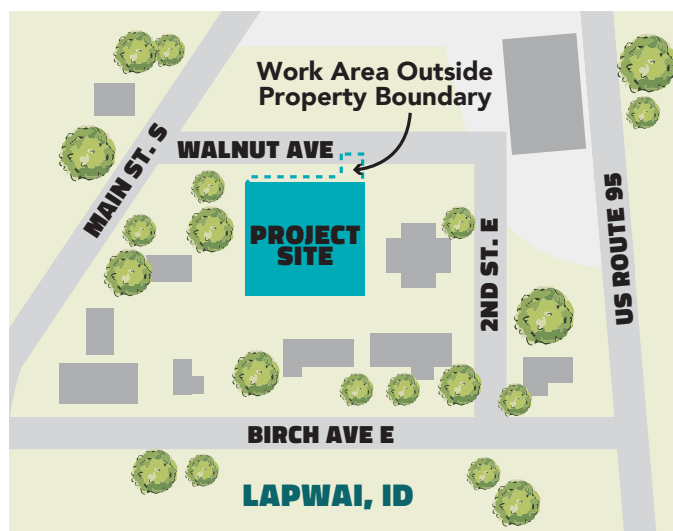 Work Area Outside
Property Boundary
WALNUT AVE
MAIN ST. S
PROJECT
SITE
2ND ST. E
US ROUTE 95
BIRCH AVE E
LAPWAI, ID